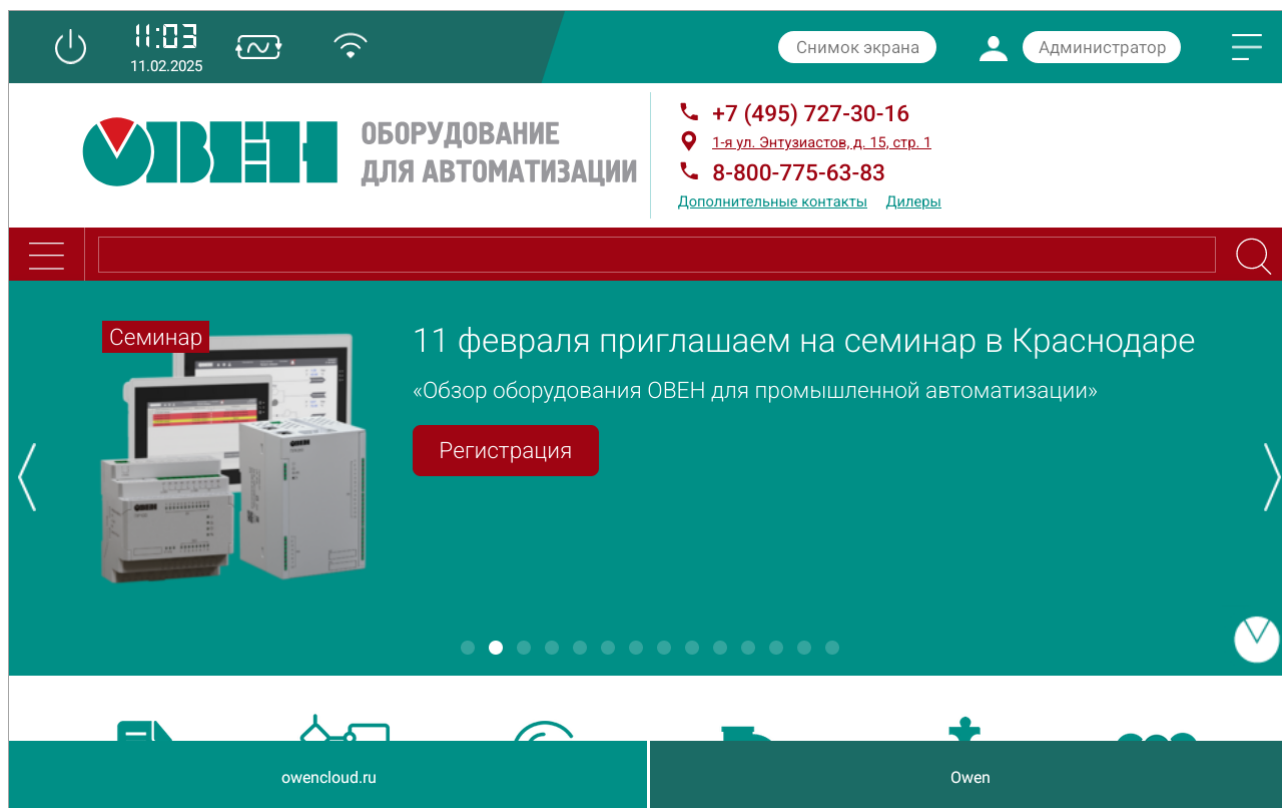 11:03
11.02.2025
Снимок экрана
Администратор
ОВЕН
ОБОРУДОВАНИЕ
ДЛЯ АВТОМАТИЗАЦИИ
+7 (495) 727-30-16
1-я ул. Энтузиастов, д. 15, стр. 1
8-800-775-63-83
Дополнительные контакты Дилеры
Семинар
11 февраля приглашаем на семинар в Краснодаре
«Обзор оборудования ОВЕН для промышленной автоматизации»
Регистрация
ОВЕН
ОВЕН
owencloud.ru
Owen